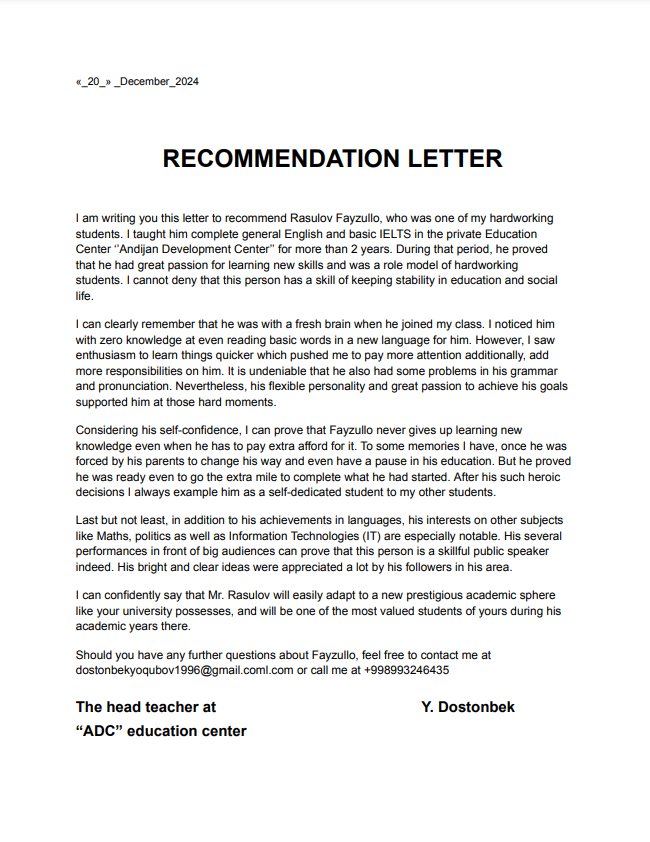 «_20_» _December_2024
RECOMMENDATION LETTER
I am writing you this letter to recommend Rasulov Fayzullo, who was one of my hardworking
students. I taught him complete general English and basic IELTS in the private Education
Center ‘’Andijan Development Center’’ for more than 2 years. During that period, he proved
that he had great passion for learning new skills and was a role model of hardworking
students. I cannot deny that this person has a skill of keeping stability in education and social
life.
I can clearly remember that he was with a fresh brain when he joined my class. I noticed him
with zero knowledge at even reading basic words in a new language for him. However, I saw
enthusiasm to learn things quicker which pushed me to pay more attention additionally, add
more responsibilities on him. It is undeniable that he also had some problems in his grammar
and pronunciation. Nevertheless, his flexible personality and great passion to achieve his goals
supported him at those hard moments.
Considering his self-confidence, I can prove that Fayzullo never gives up learning new
knowledge even when he has to pay extra afford for it. To some memories I have, once he was
forced by his parents to change his way and even have a pause in his education. But he proved
he was ready even to go the extra mile to complete what he had started. After his such heroic
decisions I always example him as a self-dedicated student to my other students.
Last but not least, in addition to his achievements in languages, his interests on other subjects
like Maths, politics as well as Information Technologies (IT) are especially notable. His several
performances in front of big audiences can prove that this person is a skillful public speaker
indeed. His bright and clear ideas were appreciated a lot by his followers in his area.
I can confidently say that Mr. Rasulov will easily adapt to a new prestigious academic sphere
like your university possesses, and will be one of the most valued students of yours during his
academic years there.
Should you have any further questions about Fayzullo, feel free to contact me at
dostonbekyoqubov1996@gmail.coml.com or call me at +998993246435
The head teacher at Y. Dostonbek
“ADC” education center